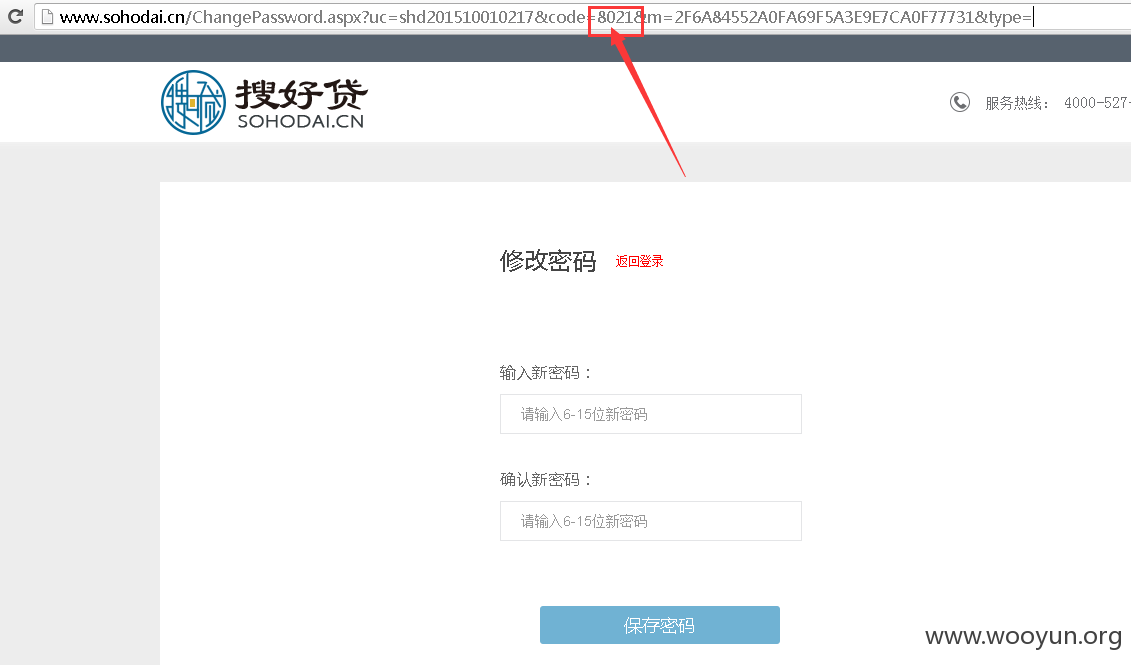 www.sohodai.cn/ChangePassword.aspx?uc=shd201510010217&code=8021&m=2F6A84552A0FA69F5A3E9E7CA0F77731&type=
搜好贷
SOHODAI.CN
服务热线： 4000-527-
修改密码 返回登录
输入新密码：
请输入6-15位新密码
确认新密码：
请输入6-15位新密码
保存密码
www.wooyun.org